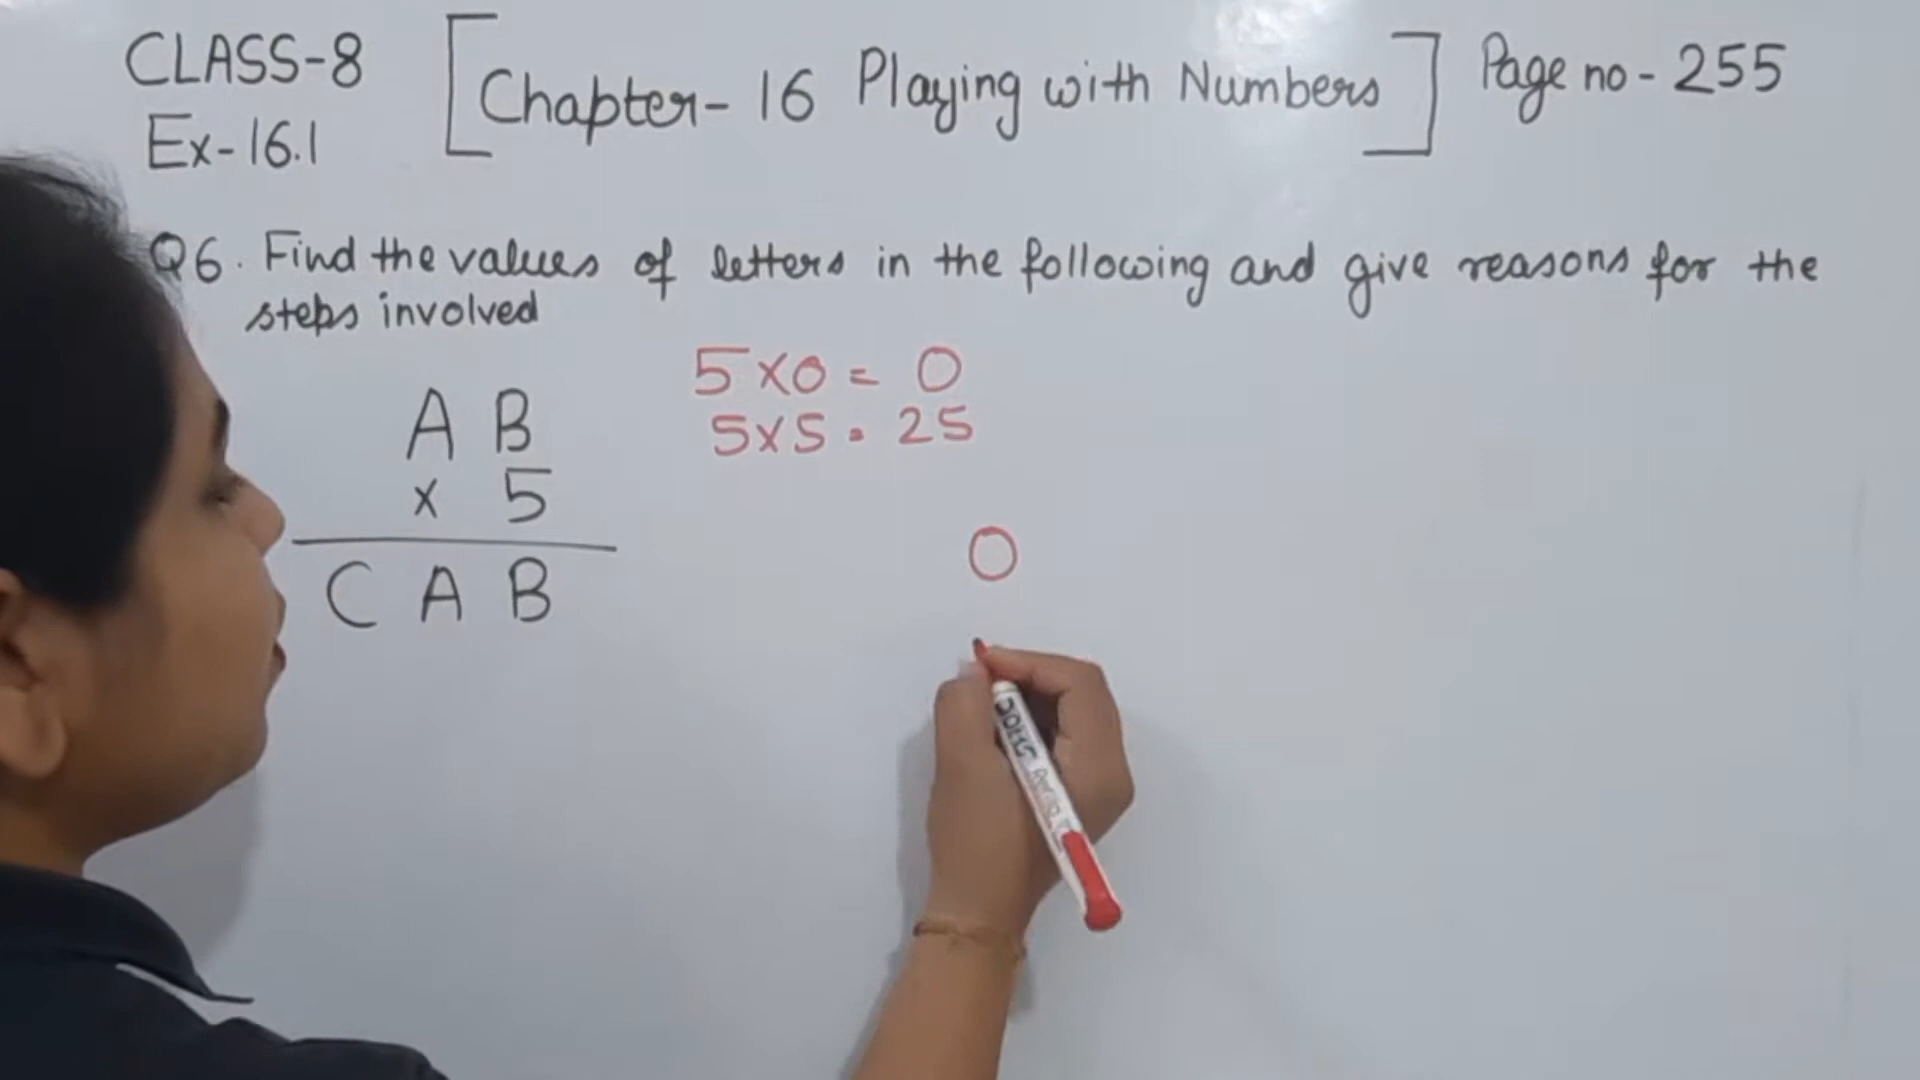 CLASS-8
Ex-16.1
[Chapter- 16 Playing with Numbers]
Page no - 255
Q6. Find the values of letters in the following and give reasons for the
steps involved
A B
x 5
C A B
5 x 0 = 0
5 x 5 = 25
0